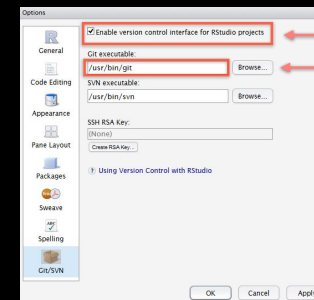 Options
Enable version control interface for RStudio projects
General
Git executable:
/usr/bin/git
Browse...
SVN executable:
Code Editing
/usr/bin/svn
Browse...
Appearance
SSH RSA Key:
(None)
Pane Layout
Create RSA Key...
Packages
Using Version Control with RStudio
Sweave
ABC
Spelling
Git/SVN
OK
Cancel
Apply